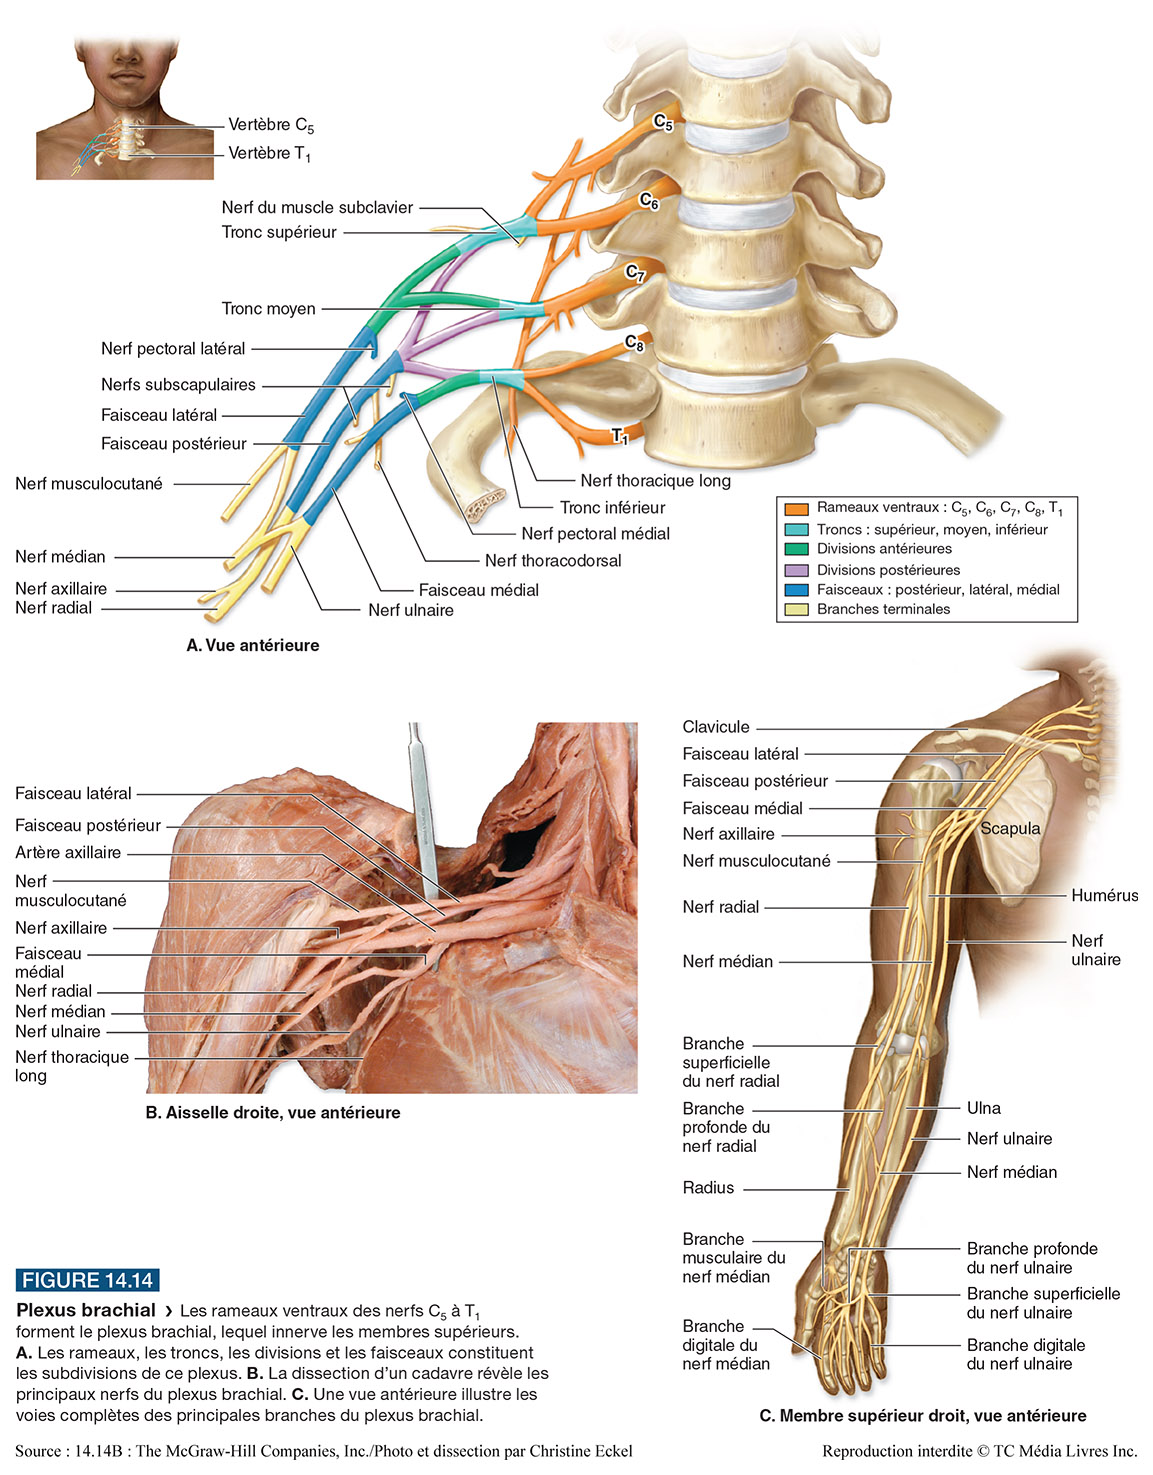 Vertèbre C5
Vertèbre T1
Nerf du muscle subclavier
Tronc supérieur
Tronc moyen
Nerf pectoral latéral
Nerfs subscapulaires
Faisceau latéral
Faisceau postérieur
Nerf musculocutané
Nerf médian
Nerf axillaire
Nerf radial
C5
C6
C7
C8
T1
Nerf thoracique long
Tronc inférieur
Nerf pectoral médial
Nerf thoracodorsal
Faisceau médial
Nerf ulnaire
A. Vue antérieure
Rameaux ventraux : C5, C6, C7, C8, T1
Troncs : supérieur, moyen, inférieur
Divisions antérieures
Divisions postérieures
Faisceaux : postérieur, latéral, médial
Branches terminales
Faisceau latéral
Faisceau postérieur
Artère axillaire
Nerf
musculocutané
Nerf axillaire
Faisceau
médial
Nerf radial
Nerf médian
Nerf ulnaire
Nerf thoracique
long
B. Aisselle droite, vue antérieure
Clavicule
Faisceau latéral
Faisceau postérieur
Faisceau médial
Nerf axillaire
Nerf musculocutané
Nerf radial
Nerf médian
Branche
superficielle
du nerf radial
Branche
profonde du
nerf radial
Radius
Branche
musculaire du
nerf médian
Branche
digitale du
nerf médian
Scapula
Humérus
Nerf
ulnaire
Ulna
Nerf ulnaire
Nerf médian
Branche profonde
du nerf ulnaire
Branche superficielle
du nerf ulnaire
Branche digitale
du nerf ulnaire
C. Membre supérieur droit, vue antérieure
FIGURE 14.14
Plexus brachial › Les rameaux ventraux des nerfs C5 à T1
forment le plexus brachial, lequel innerve les membres supérieurs.
A. Les rameaux, les troncs, les divisions et les faisceaux constituent
les subdivisions de ce plexus. B. La dissection d'un cadavre révèle les
principaux nerfs du plexus brachial. C. Une vue antérieure illustre les
voies complètes des principales branches du plexus brachial.
Source : 14.14B : The McGraw-Hill Companies, Inc./Photo et dissection par Christine Eckel
Reproduction interdite © TC Média Livres Inc.